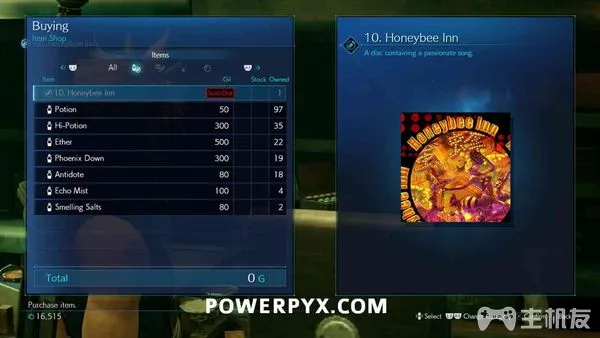 Buying
Item Shop
Items
All
Item Gil Stock Owned
10. Honeybee Inn Sold Out 1
Potion 50 97
Hi-Potion 300 35
Ether 500 22
Phoenix Down 300 19
Antidote 80 18
Echo Mist 100 4
Smelling Salts 80 2
Total 0 G
Purchase item.
16,515
10. Honeybee Inn
A disc containing a passionate song.
Honeybee Inn
POWERPYX.COM
Select Change Confirm Back
主机友